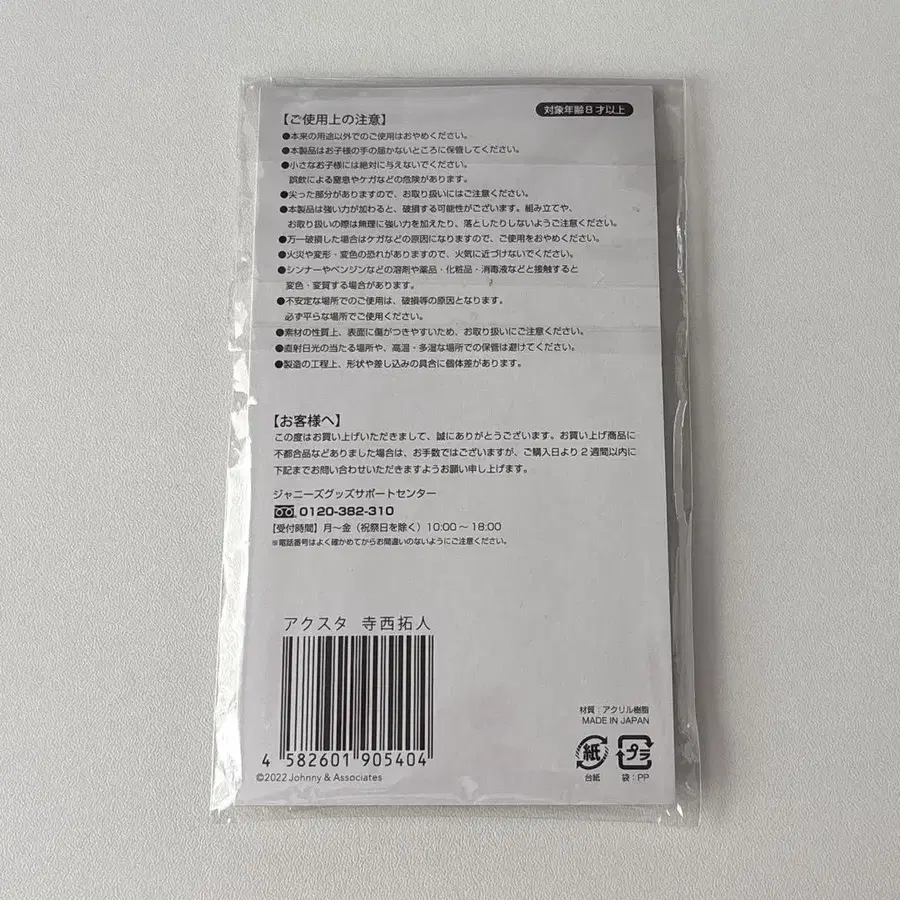 対象年齢8才以上
【ご使用上の注意】
●本来の用途以外でのご使用はおやめください。
●本製品はお子様の手の届かないところに保管してください。
●小さなお子様には絶対に与えないでください。
誤飲による窒息やケガなどの危険があります。
●尖った部分がありますので、お取り扱いにはご注意ください。
●本製品は強い力が加わると、破損する可能性がございます。組み立てや、
お取り扱いの際は無理に強い力を加えたり、落としたりしないようご注意ください。
●万一破損した場合はケガなどの原因になりますので、ご使用をおやめください。
●火災や変形・変色の恐れがありますので、火気に近づけないでください。
●シンナーやベンジンなどの溶剤や薬品・化粧品・消毒液などと接触すると
変色・変質する場合があります。
●不安定な場所でのご使用は、破損等の原因となります。
必ず平らな場所でご使用ください。
●素材の性質上、表面に傷がつきやすいため、お取り扱いにご注意ください。
●直射日光の当たる場所や、高温・多湿な場所での保管は避けてください。
●製造の工程上、形状や差し込みの具合に個体差があります。
【お客様へ】
この度はお買い上げいただきまして、誠にありがとうございます。お買い上げ商品に
不都合品などありました場合は、お手数ではございますが、ご購入日より2週間以内に
下記までお問い合わせいただきますようお願い申し上げます。
ジャニーズグッズサポートセンター
0120-382-310
【受付時間】月～金（祝祭日を除く）10:00～18:00
※電話番号はよく確かめてからお間違いのないようにご注意ください。
アクスタ 寺西拓人
4 582601 905404
©2022 Johnny & Associates
材質：アクリル樹脂
MADE IN JAPAN
紙 プラ
台紙 袋：PP